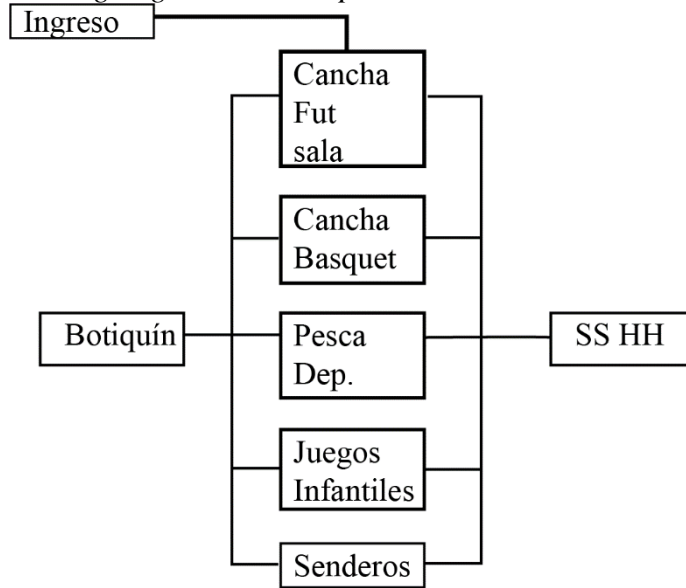 Ingreso
Cancha
Fut
sala
Cancha
Basquet
Botiquín
Pesca
Dep.
SS HH
Juegos
Infantiles
Senderos